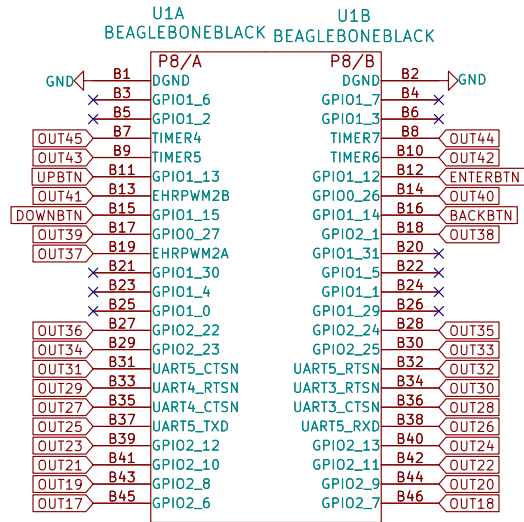 U1A U1B
BEAGLEBONEBLACK BEAGLEBONEBLACK
P8/A P8/B
GND B1 DGND DGND B2 GND
B3 GPIO1_6 GPIO1_7 B4
B5 GPIO1_2 GPIO1_3 B6
OUT45 B7 TIMER4 TIMER7 B8 OUT44
OUT43 B9 TIMER5 TIMER6 B10 OUT42
UPBTN B11 GPIO1_13 GPIO1_12 B12 ENTERBTN
OUT41 B13 EHRPWM2B GPIO0_26 B14 OUT40
DOWNBTN B15 GPIO1_15 GPIO1_14 B16 BACKBTN
OUT39 B17 GPIO0_27 GPIO2_1 B18 OUT38
OUT37 B19 EHRPWM2A GPIO1_31 B20
B21 GPIO1_30 GPIO1_5 B22
B23 GPIO1_4 GPIO1_1 B24
B25 GPIO1_0 GPIO1_29 B26
OUT36 B27 GPIO2_22 GPIO2_24 B28 OUT35
OUT34 B29 GPIO2_23 GPIO2_25 B30 OUT33
OUT31 B31 UART5_CTSN UART5_RTSN B32 OUT32
OUT29 B33 UART4_RTSN UART3_RTSN B34 OUT30
OUT27 B35 UART4_CTSN UART3_CTSN B36 OUT28
OUT25 B37 UART5_TXD UART5_RXD B38 OUT26
OUT23 B39 GPIO2_12 GPIO2_13 B40 OUT24
OUT21 B41 GPIO2_10 GPIO2_11 B42 OUT22
OUT19 B43 GPIO2_8 GPIO2_9 B44 OUT20
OUT17 B45 GPIO2_6 GPIO2_7 B46 OUT18